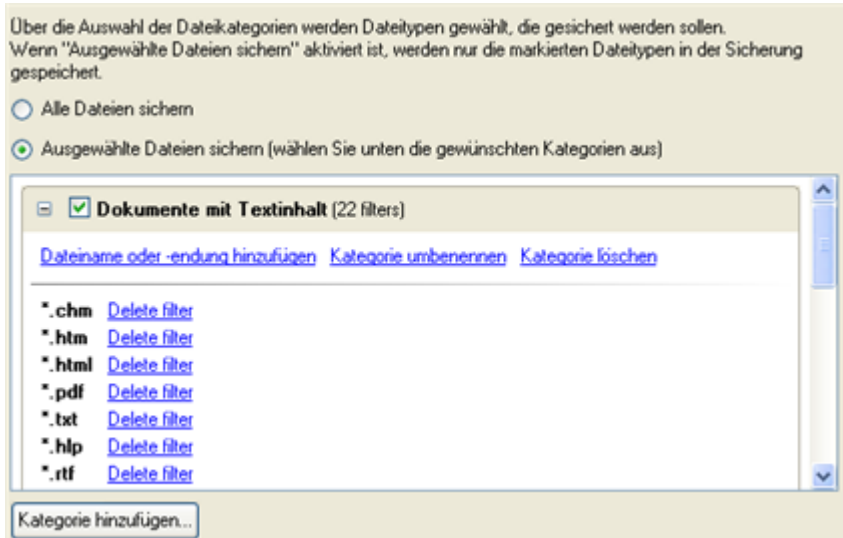 Über die Auswahl der Dateikategorien werden Dateitypen gewählt, die gesichert werden sollen.
Wenn "Ausgewählte Dateien sichern" aktiviert ist, werden nur die markierten Dateitypen in der Sicherung
gespeichert.
Alle Dateien sichern
Ausgewählte Dateien sichern (wählen Sie unten die gewünschten Kategorien aus)
Dokumente mit Textinhalt (22 filters)
Dateiname oder -endung hinzufügen Kategorie umbenennen Kategorie löschen
*.chm Delete filter
*.htm Delete filter
*.html Delete filter
*.pdf Delete filter
*.txt Delete filter
*.hlp Delete filter
*.rtf Delete filter
Kategorie hinzufügen...